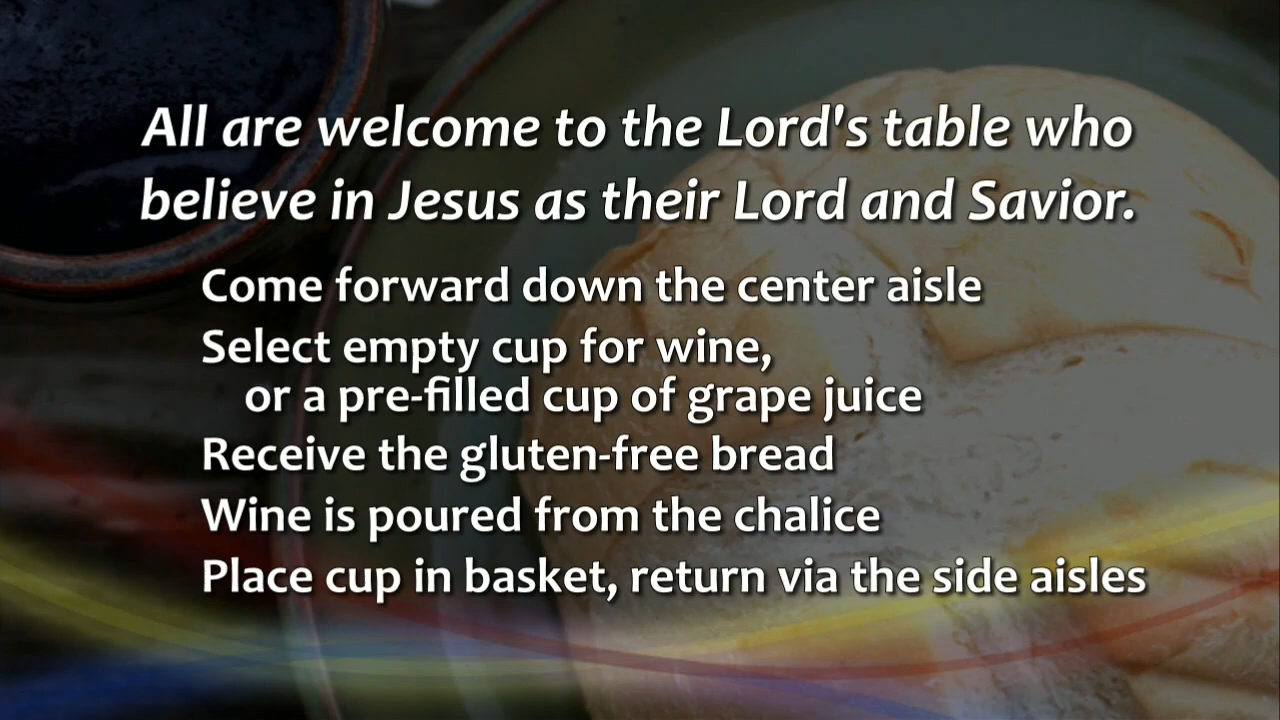 All are welcome to the Lord's table who
believe in Jesus as their Lord and Savior.
Come forward down the center aisle
Select empty cup for wine,
or a pre-filled cup of grape juice
Receive the gluten-free bread
Wine is poured from the chalice
Place cup in basket, return via the side aisles